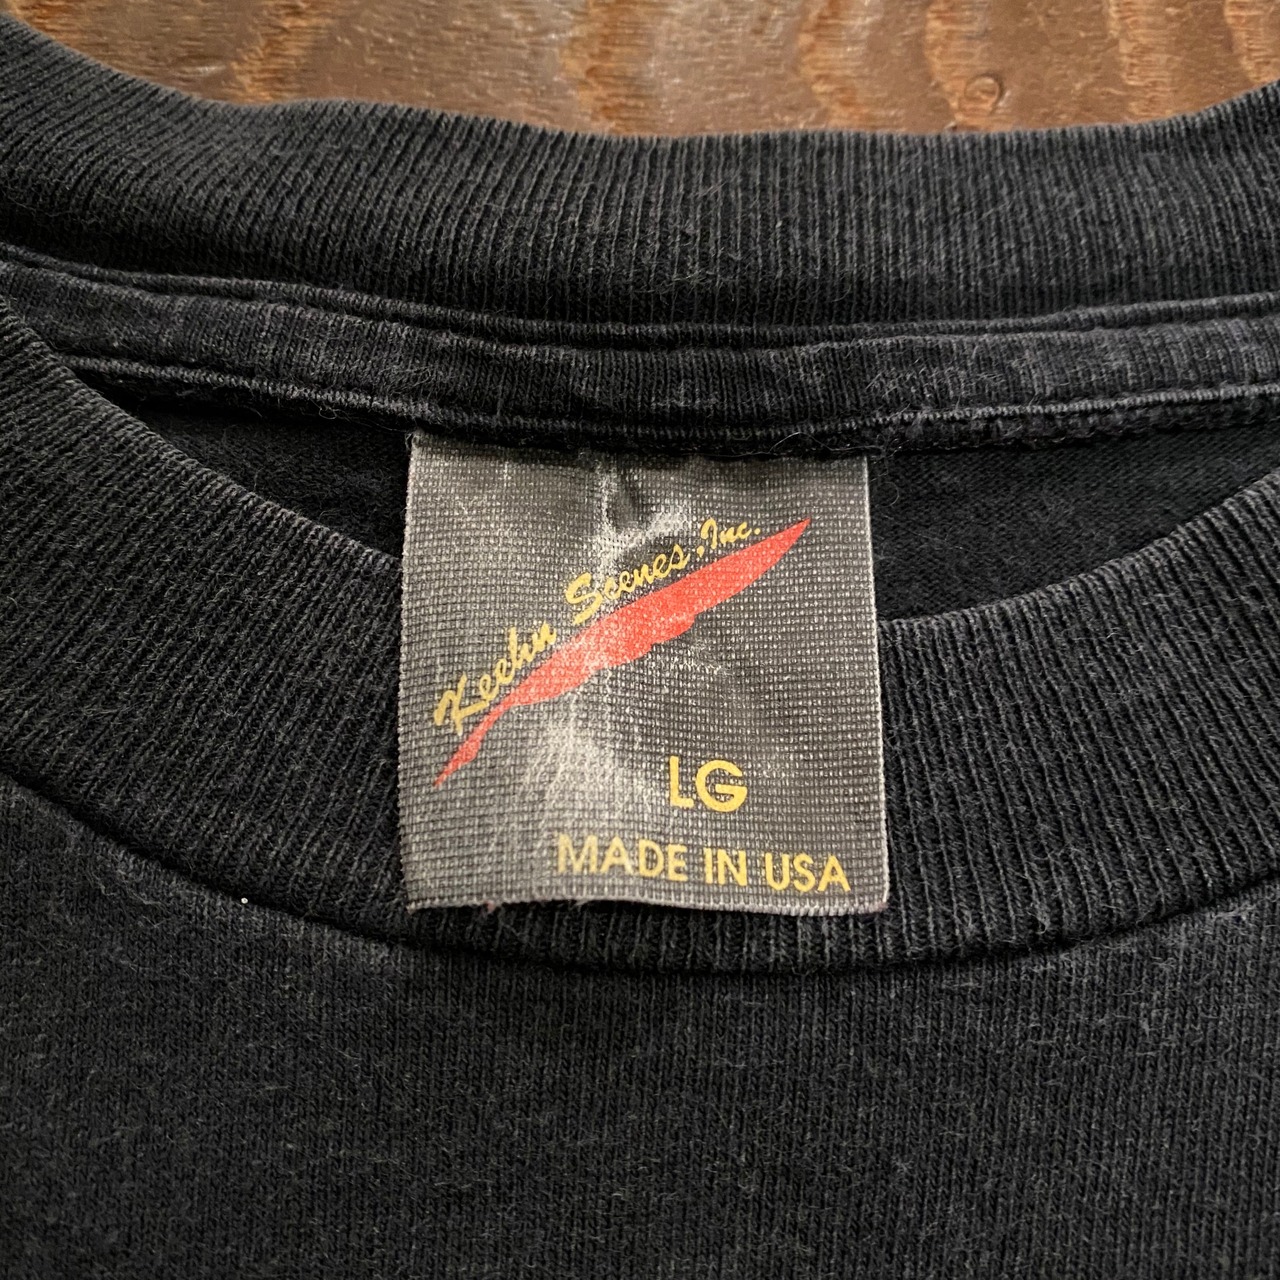 Keehn Scenes, Inc.
LG
MADE IN USA